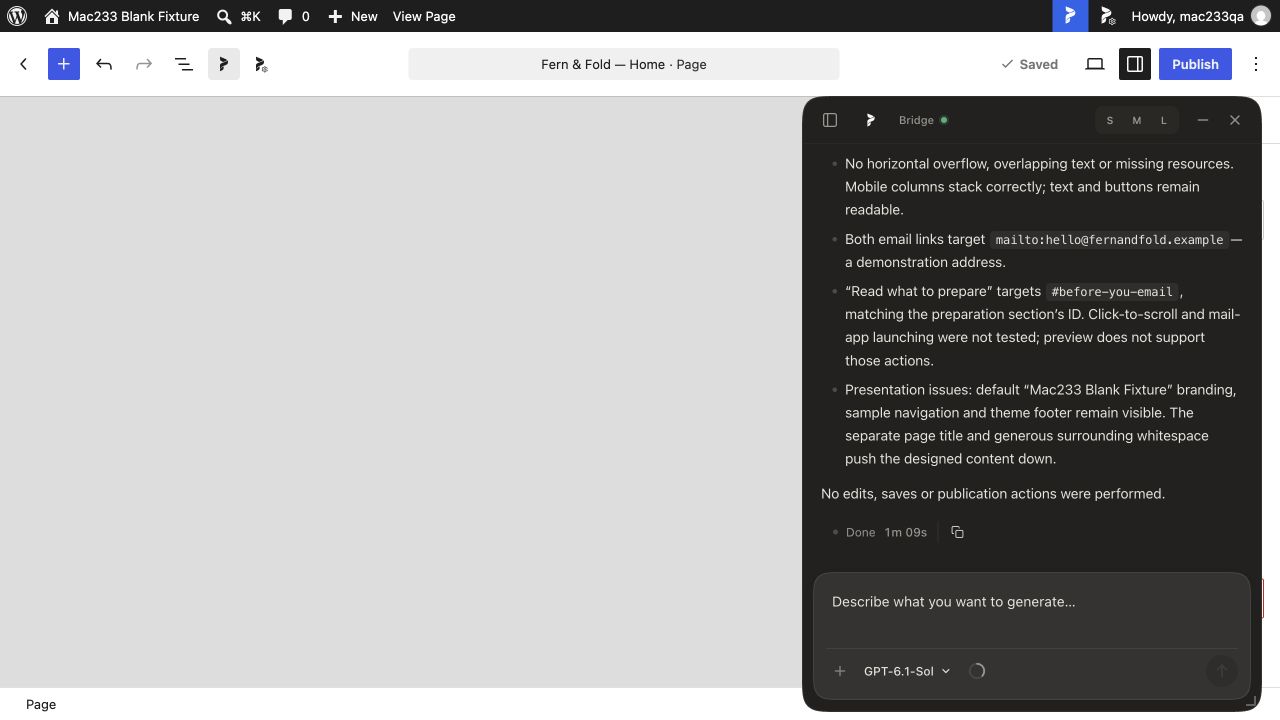 Mac233 Blank Fixture ⌘K 0 New View Page Howdy, mac233qa
Fern & Fold — Home · Page
Saved
Publish
Bridge
S M L
No horizontal overflow, overlapping text or missing resources.
Mobile columns stack correctly; text and buttons remain
readable.
Both email links target mailto:hello@fernandfold.example —
a demonstration address.
“Read what to prepare” targets #before-you-email ,
matching the preparation section’s ID. Click-to-scroll and mail-
app launching were not tested; preview does not support
those actions.
Presentation issues: default “Mac233 Blank Fixture” branding,
sample navigation and theme footer remain visible. The
separate page title and generous surrounding whitespace
push the designed content down.
No edits, saves or publication actions were performed.
Done 1m 09s
Describe what you want to generate...
GPT-6.1-Sol
Page